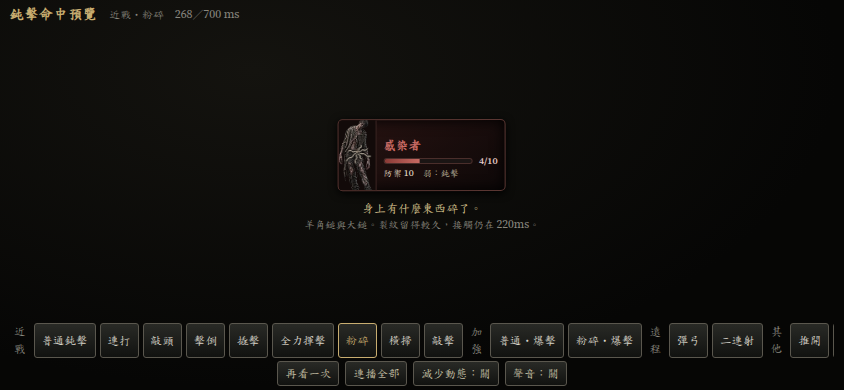 鈍擊命中預覽 近戰・粉碎 268／700 ms
感染者
4/10
防禦 10 弱：鈍擊
身上有什麼東西碎了。
羊角鎚與大鎚。裂紋留得較久，接觸仍在 220ms。
近戰 普通鈍擊 連打 敲頭 擊倒 撬擊 全力揮擊 粉碎 橫掃 敲擊 加強 普通・爆擊 粉碎・爆擊 遠程 彈弓 二連射 其他 推開
再看一次 連播全部 減少動態：關 聲音：關